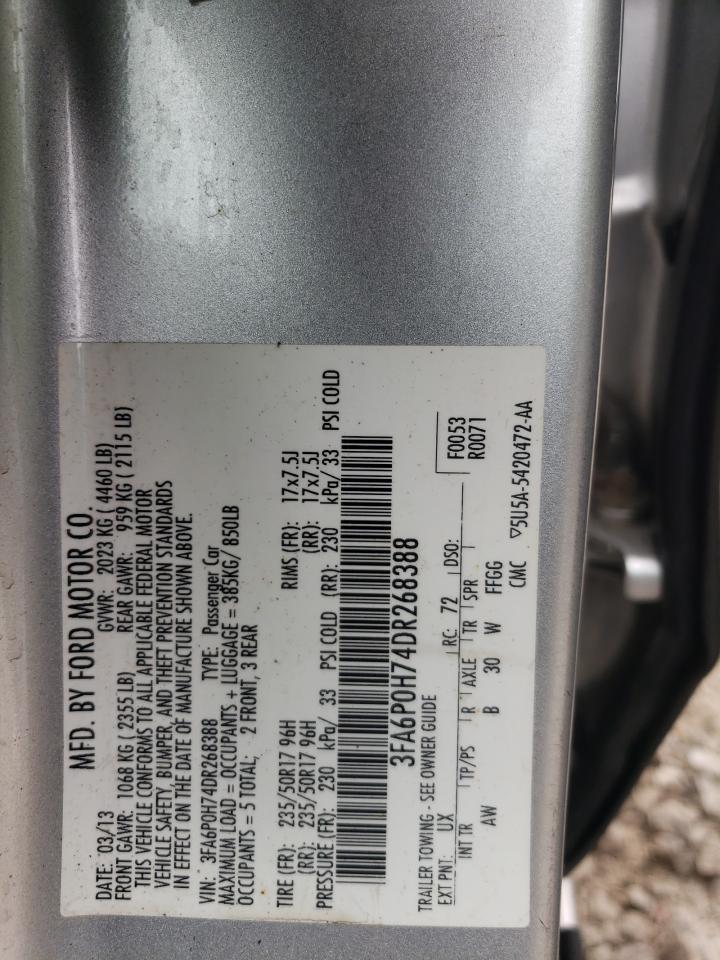 MFD. BY FORD MOTOR CO.
DATE: 03/13 GVWR: 2023 KG ( 4460 LB)
FRONT GAWR: 1068 KG ( 2355 LB) REAR GAWR: 959 KG ( 2115 LB)
THIS VEHICLE CONFORMS TO ALL APPLICABLE FEDERAL MOTOR
VEHICLE SAFETY, BUMPER, AND THEFT PREVENTION STANDARDS
IN EFFECT ON THE DATE OF MANUFACTURE SHOWN ABOVE.
VIN: 3FA6P0H74DR268388 TYPE: Passenger Car
MAXIMUM LOAD = OCCUPANTS + LUGGAGE = 385KG/ 850LB
OCCUPANTS = 5 TOTAL; 2 FRONT, 3 REAR
TIRE (FR): 235/50R17 96H RIMS (FR): 17x7.5J
(RR): 235/50R17 96H (RR): 17x7.5J
PRESSURE (FR): 230 kPa/ 33 PSI COLD (RR): 230 kPa/ 33 PSI COLD
3FA6P0H74DR268388
TRAILER TOWING - SEE OWNER GUIDE F0053
R0071
EXT PNT: UX RC: 72 DSO:
INT TR TP/PS R AXLE TR SPR
AW B 30 W FFGG
CMC ▽5U5A-5420472-AA